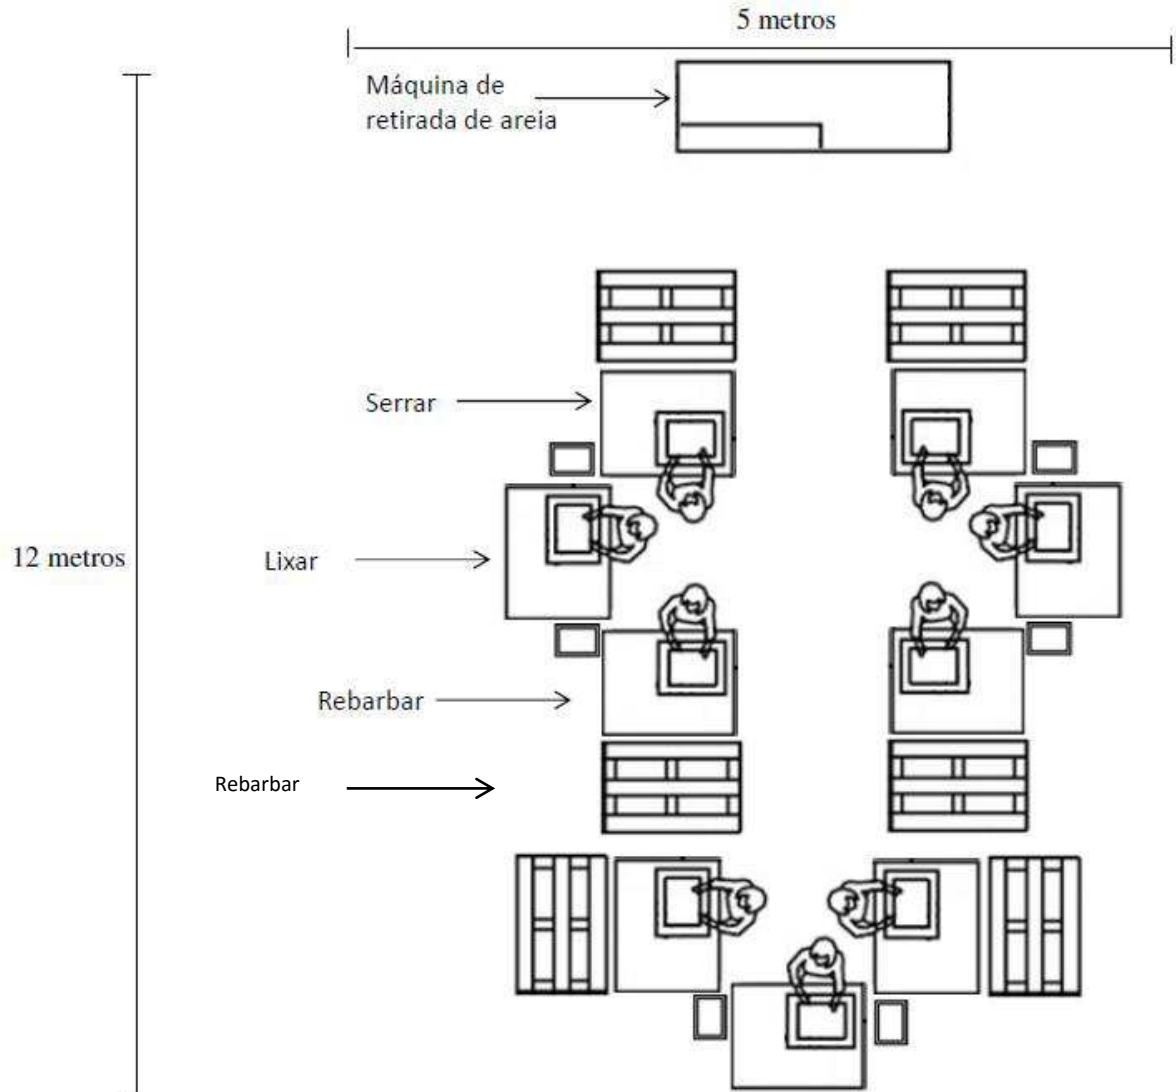 5 metros
Máquina de
retirada de areia
Serrar
12 metros
Lixar
Rebarbar
Rebarbar